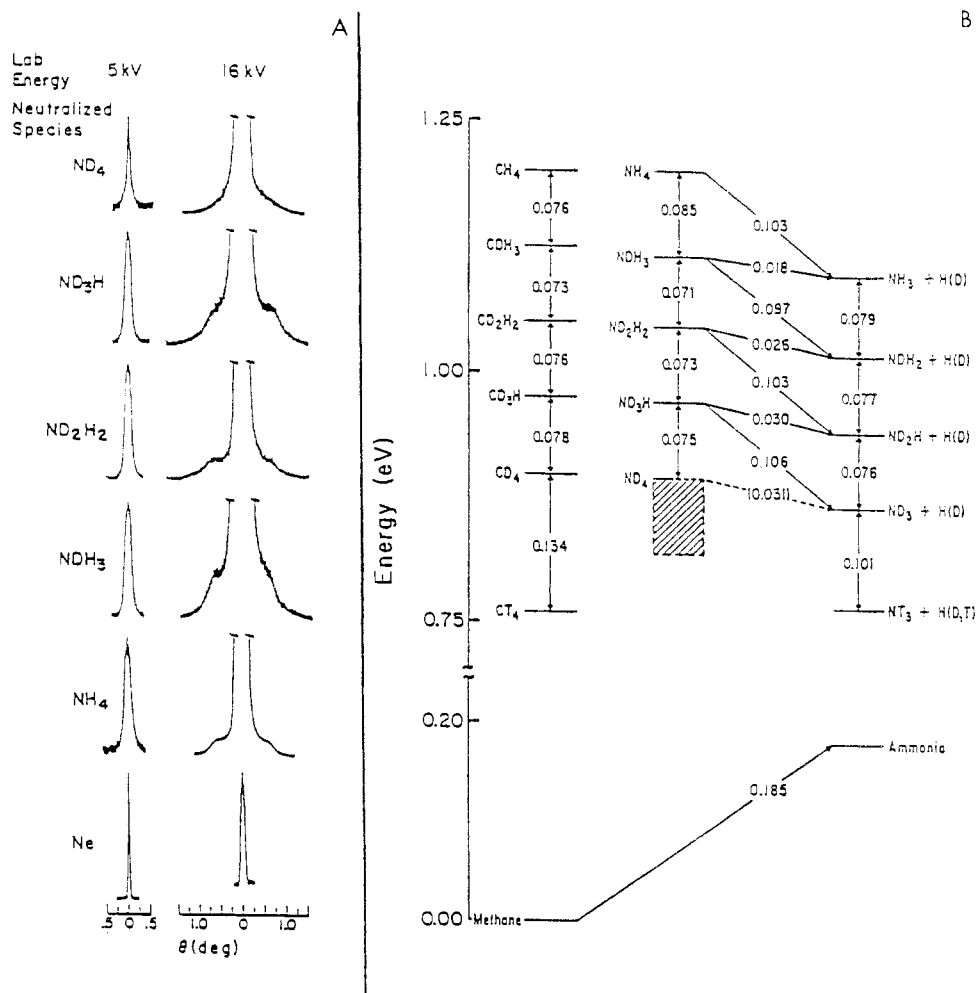 A
Lab Energy
5 kV
16 kV
Neutralized Species
ND4
ND3H
ND2H2
NDH3
NH4
Ne
.5 0 .5
1.0 0 1.0
θ(deg)
B
Energy (eV)
1.25
1.00
0.75
0.20
0.00
CH4
0.076
CDH3
0.073
CD2H2
0.076
CD3H
0.078
CD4
0.134
CT4
NH4
0.085
NDH3
0.071
ND2H2
0.073
ND3H
0.075
ND4
0.103
0.018
0.097
0.026
0.103
0.030
0.106
(0.031)
NH3 + H(D)
0.079
NDH2 + H(D)
0.077
ND2H + H(D)
0.076
ND3 + H(D)
0.101
NT3 + H(D,T)
Ammonia
0.185
Methane